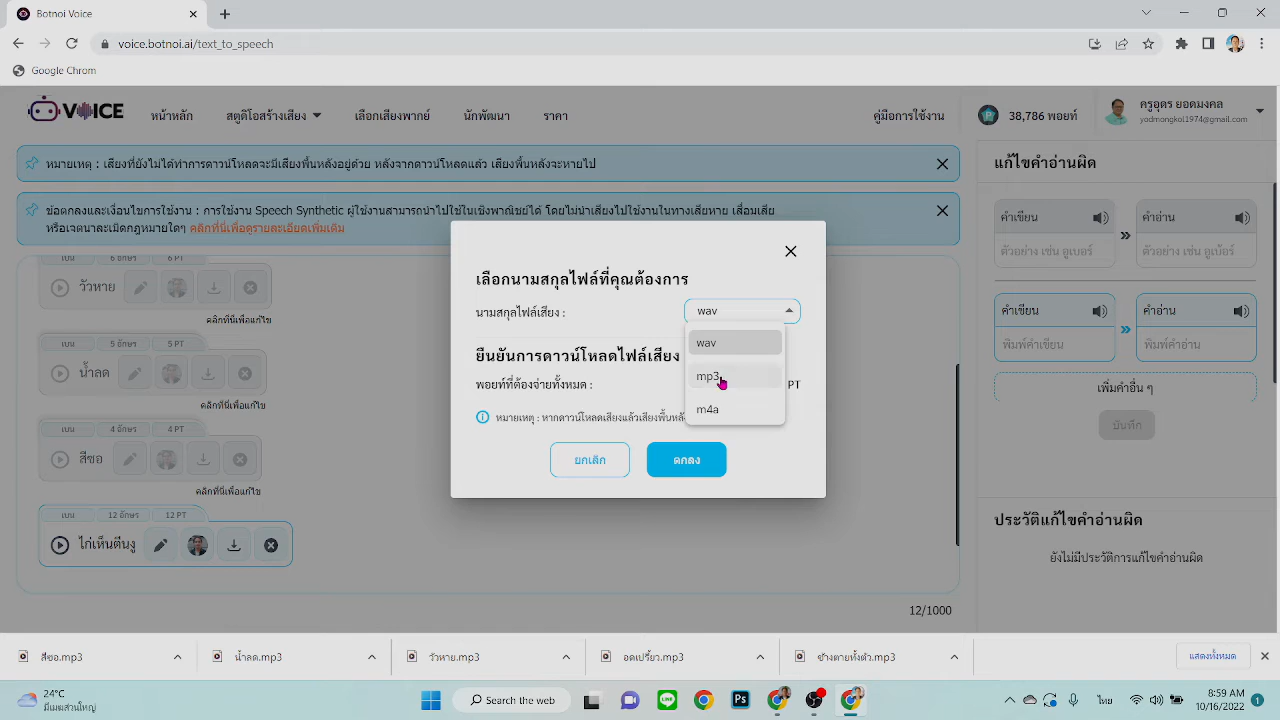 Botnoi Voice
voice.botnoi.ai/text_to_speech
Google Chrom
VOICE
หน้าหลัก
สตูดิโอสร้างเสียง
เลือกเสียงพากย์
นักพัฒนา
ราคา
คู่มือการใช้งาน
38,786 พอยท์
ครูอุดร ยอดมงคล
yodmongkol1974@gmail.com
หมายเหตุ : เสียงที่ยังไม่ได้ทำการดาวน์โหลดจะมีเสียงพื้นหลังอยู่ด้วย หลังจากดาวน์โหลดแล้ว เสียงพื้นหลังจะหายไป
ข้อตกลงและเงื่อนไขการใช้งาน : การใช้งาน Speech Synthetic ผู้ใช้งานสามารถนำไปใช้ในเชิงพาณิชย์ได้ โดยไม่นำเสียงไปใช้งานในทางเสียหาย เสื่อมเสีย
หรือเจตนาละเมิดกฎหมายใดๆ คลิกที่นี่เพื่อดูรายละเอียดเพิ่มเติม
เบน
6 อักษร
6 PT
วัวหาย
คลิกที่นี่เพื่อแก้ไข
เบน
5 อักษร
5 PT
น้ำลด
คลิกที่นี่เพื่อแก้ไข
เบน
4 อักษร
4 PT
สีซอ
คลิกที่นี่เพื่อแก้ไข
เบน
12 อักษร
12 PT
ไก่เห็นตีนงู
12/1000
เลือกนามสกุลไฟล์ที่คุณต้องการ
นามสกุลไฟล์เสียง :
wav
wav
mp3
m4a
ยืนยันการดาวน์โหลดไฟล์เสียง
พอยท์ที่ต้องจ่ายทั้งหมด :
PT
หมายเหตุ : หากดาวน์โหลดเสียงแล้วเสียงพื้นหลัง
ยกเลิก
ตกลง
แก้ไขคำอ่านผิด
คำเขียน
คำอ่าน
ตัวอย่าง เช่น อูเบอร์
ตัวอย่าง เช่น อูเบ้อร์
คำเขียน
คำอ่าน
พิมพ์คำเขียน
พิมพ์คำอ่าน
เพิ่มคำอื่น ๆ
บันทึก
ประวัติแก้ไขคำอ่านผิด
ยังไม่มีประวัติการแก้ไขคำอ่านผิด
สีซอ.mp3
น้ำลด.mp3
วัวหาย.mp3
อดเปรี้ยว.mp3
ช้างตายทั้งตัว.mp3
แสดงทั้งหมด
24°C
มีเมฆเป็นส่วนใหญ่
Search the web
LINE
Ps
ไทย
8:59 AM
10/16/2022
1